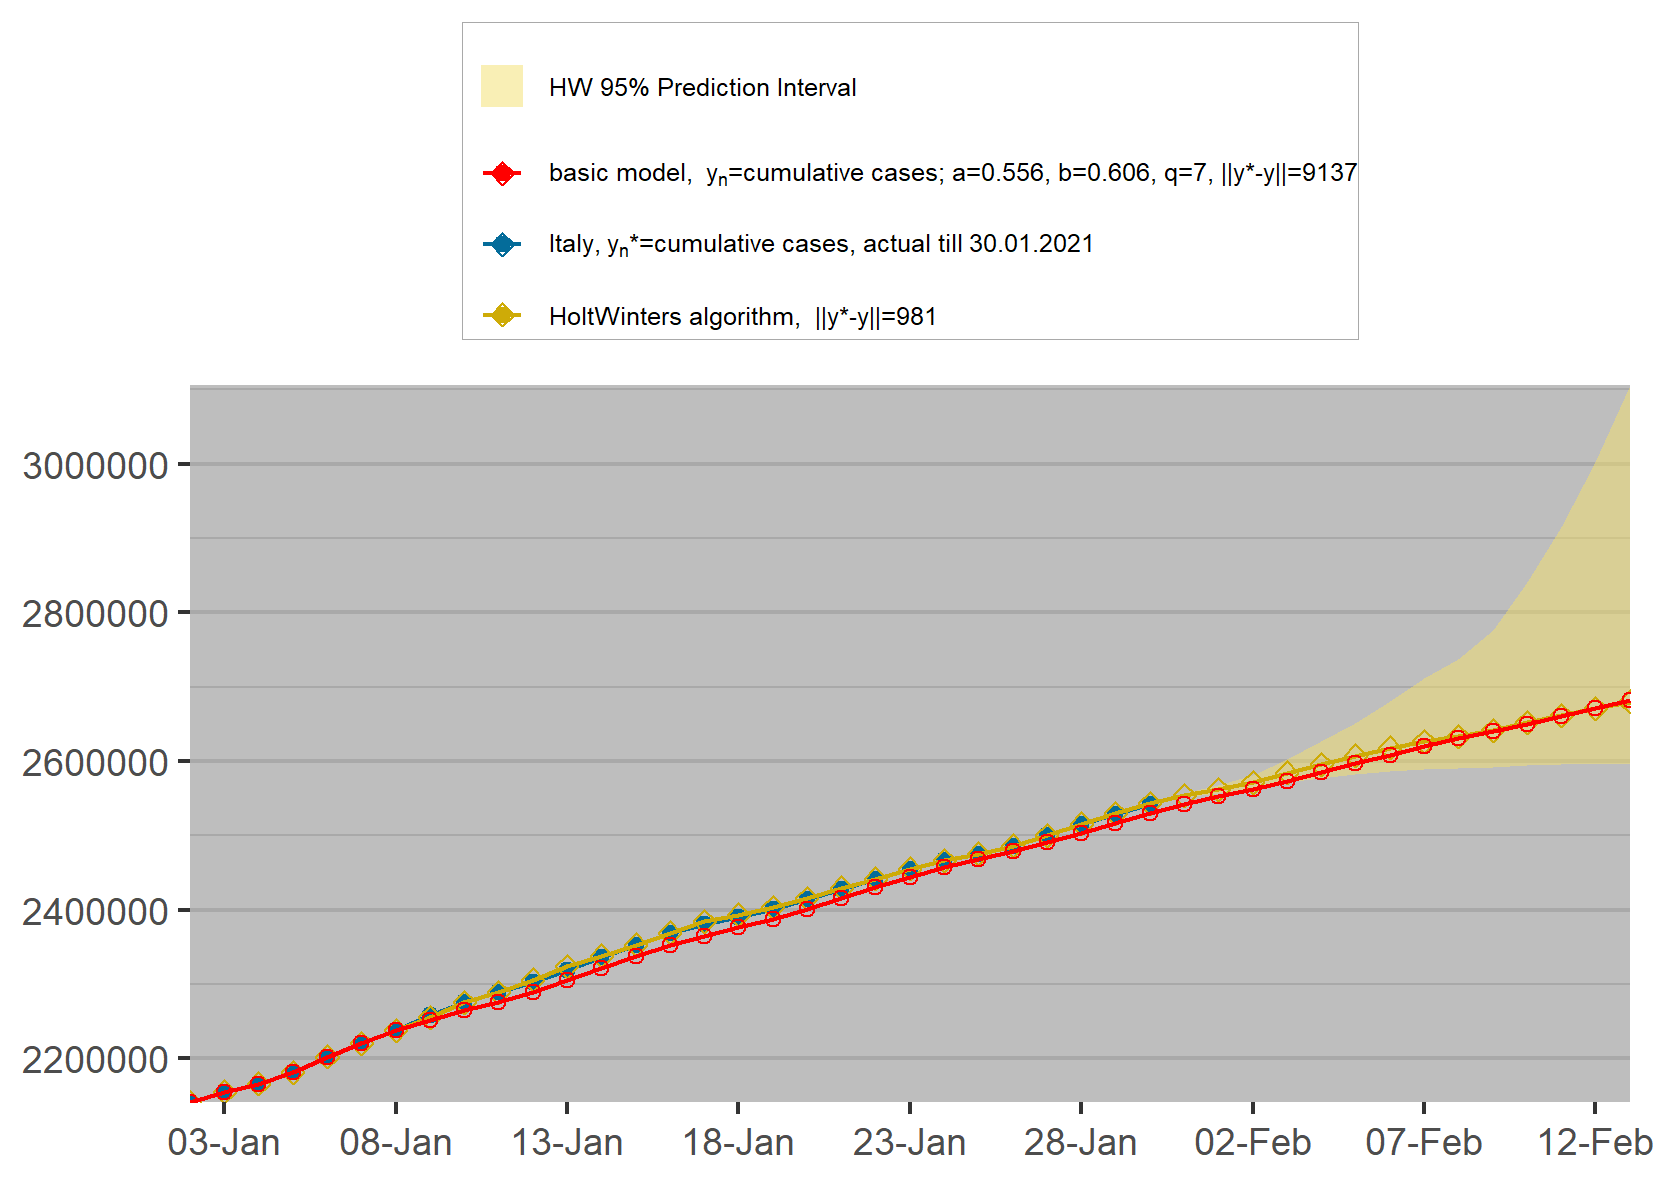 HW 95% Prediction Interval
basic model, yn=cumulative cases; a=0.556, b=0.606, q=7, ||y*-y||=9137
Italy, yn*=cumulative cases, actual till 30.01.2021
HoltWinters algorithm, ||y*-y||=981
3000000
2800000
2600000
2400000
2200000
03-Jan 08-Jan 13-Jan 18-Jan 23-Jan 28-Jan 02-Feb 07-Feb 12-Feb